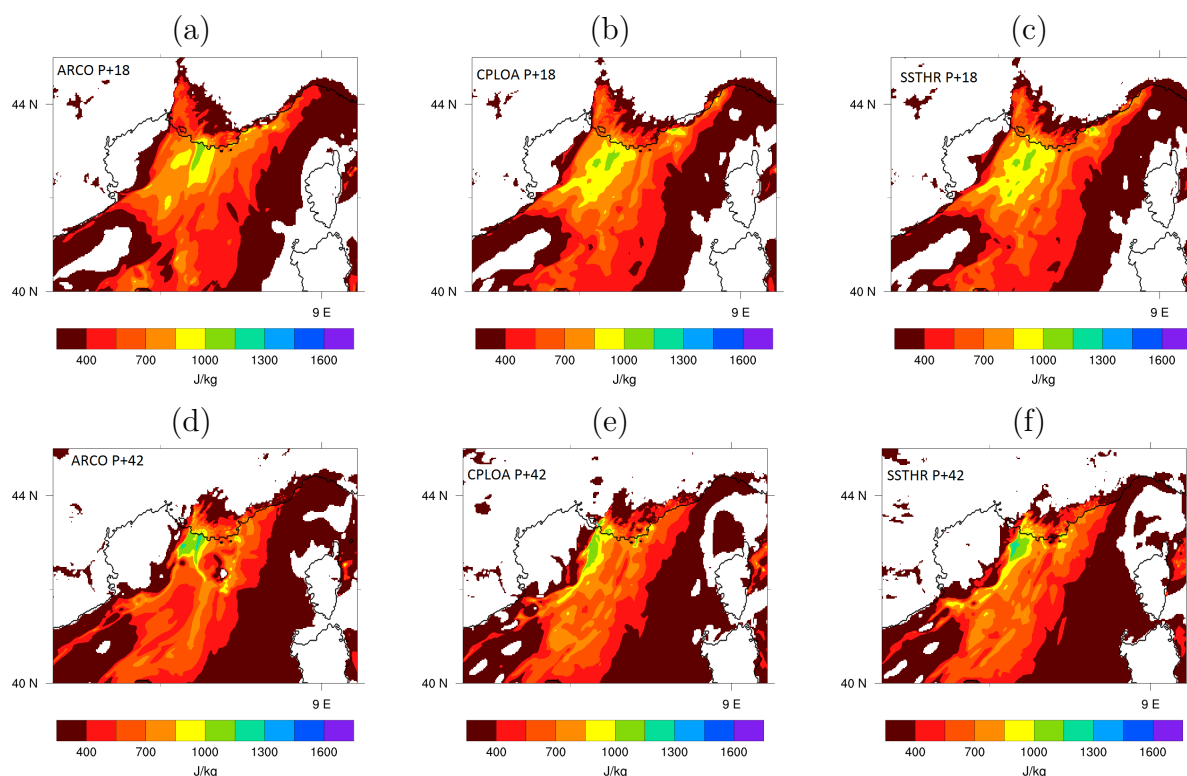 (a) (b) (c)
ARCO P+18 CPLOA P+18 SSTHR P+18
44 N 44 N 44 N
40 N 40 N 40 N
9 E 9 E 9 E
400 700 1000 1300 1600 400 700 1000 1300 1600 400 700 1000 1300 1600
J/kg J/kg J/kg
(d) (e) (f)
ARCO P+42 CPLOA P+42 SSTHR P+42
44 N 44 N 44 N
40 N 40 N 40 N
9 E 9 E 9 E
400 700 1000 1300 1600 400 700 1000 1300 1600 400 700 1000 1300 1600
J/kg J/kg J/kg